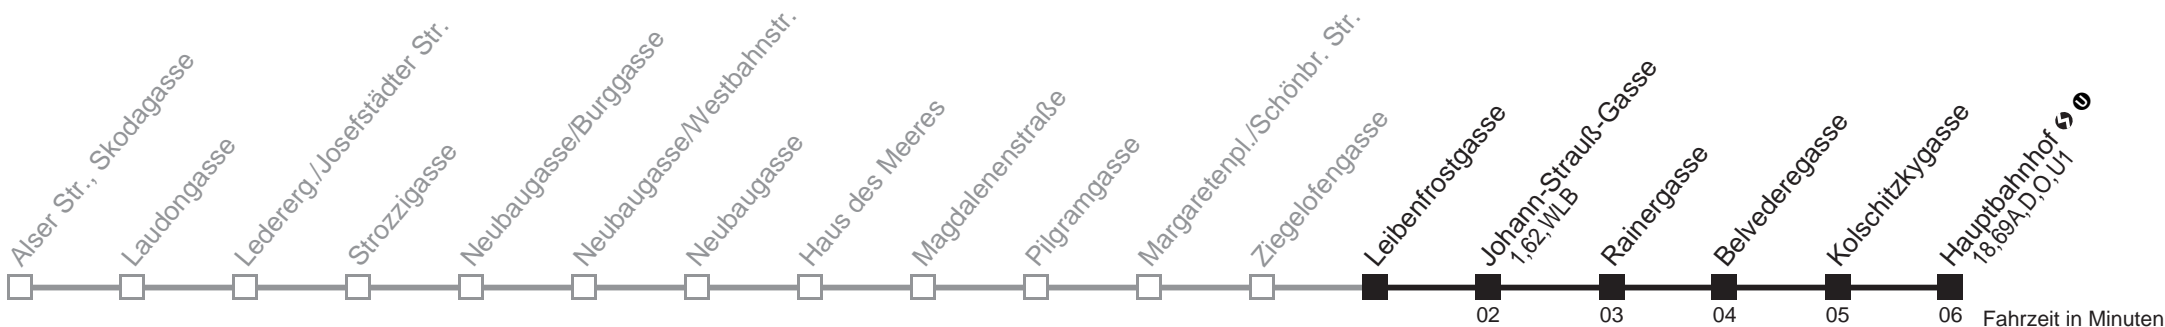 Alser Str., Skodagasse
Laudongasse
Ledererg./Josefstädter Str.
Strozzigasse
Neubaugasse/Burggasse
Neubaugasse/Westbahnstr.
Neubaugasse
Haus des Meeres
Magdalenenstraße
Pilgramgasse
Margaretenpl./Schönbr. Str.
Ziegelofengasse
Leibenfrostgasse
Johann-Strauß-Gasse
1,62,WLB
Rainergasse
Belvederegasse
Kolschitzkygasse
Hauptbahnhof S U
18,69A,D,O,U1
02 03 04 05 06 Fahrzeit in Minuten